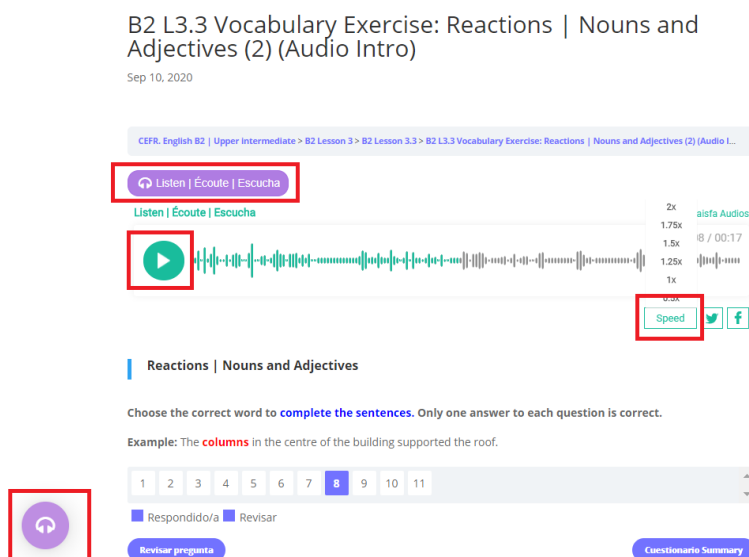 B2 L3.3 Vocabulary Exercise: Reactions | Nouns and
Adjectives (2) (Audio Intro)
Sep 10, 2020
CEFR. English B2 | Upper intermediate > B2 Lesson 3 > B2 Lesson 3.3 > B2 L3.3 Vocabulary Exercise: Reactions | Nouns and Adjectives (2) (Audio I...
Listen | Écoute | Escucha
Listen | Écoute | Escucha
2x
aisfa Audios
1.75x
1.5x
/ 00:17
1.25x
1x
0.5x
Speed
Reactions | Nouns and Adjectives
Choose the correct word to complete the sentences. Only one answer to each question is correct.
Example: The columns in the centre of the building supported the roof.
1 2 3 4 5 6 7 8 9 10 11
Respondido/a Revisar
Revisar pregunta
Cuestionario Summary